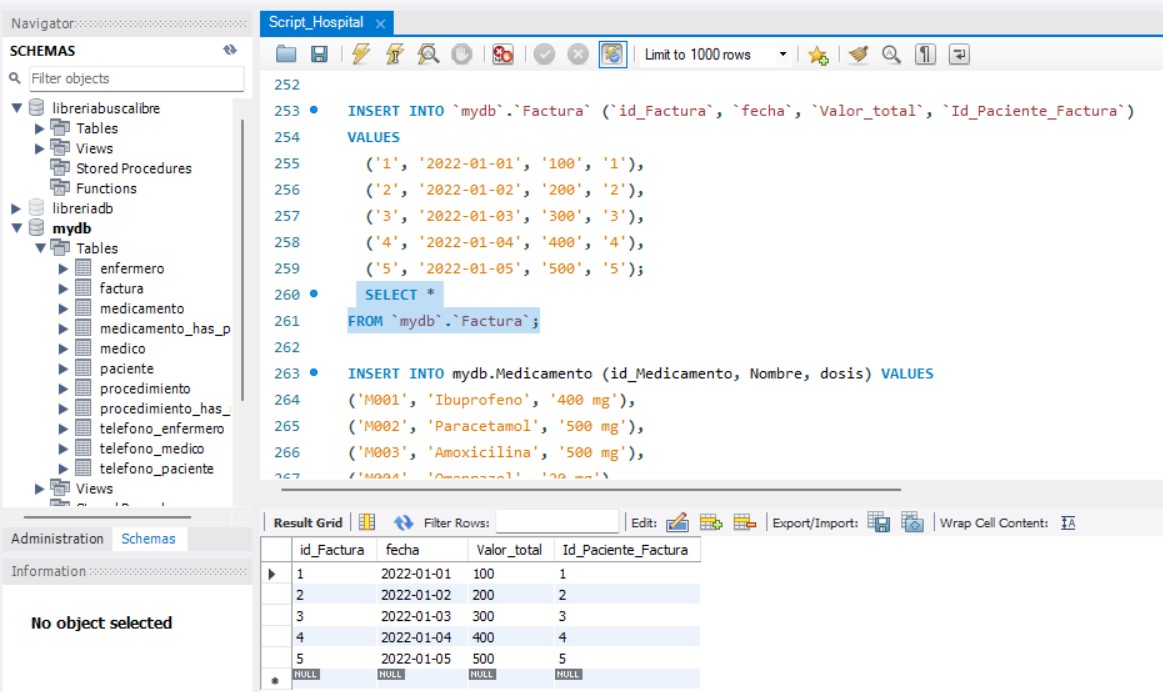 Navigator
SCHEMAS
Filter objects
libreriabuscalibre
Tables
Views
Stored Procedures
Functions
libreriadb
mydb
Tables
enfermero
factura
medicamento
medicamento_has_p
medico
paciente
procedimiento
procedimiento_has_
telefono_enfermero
telefono_medico
telefono_paciente
Views
Administration Schemas
Information
No object selected
Script_Hospital
Limit to 1000 rows
252
253 INSERT INTO `mydb`.`Factura` (`id_Factura`, `fecha`, `Valor_total`, `Id_Paciente_Factura`)
254 VALUES
255 ('1', '2022-01-01', '100', '1'),
256 ('2', '2022-01-02', '200', '2'),
257 ('3', '2022-01-03', '300', '3'),
258 ('4', '2022-01-04', '400', '4'),
259 ('5', '2022-01-05', '500', '5');
260 SELECT *
261 FROM `mydb`.`Factura`;
262
263 INSERT INTO mydb.Medicamento (id_Medicamento, Nombre, dosis) VALUES
264 ('M001', 'Ibuprofeno', '400 mg'),
265 ('M002', 'Paracetamol', '500 mg'),
266 ('M003', 'Amoxicilina', '500 mg'),
267 ('M004', 'Omeprazol', '20 mg')
Result Grid Filter Rows: Edit: Export/Import: Wrap Cell Content:
id_Factura fecha Valor_total Id_Paciente_Factura
1 2022-01-01 100 1
2 2022-01-02 200 2
3 2022-01-03 300 3
4 2022-01-04 400 4
5 2022-01-05 500 5
NULL NULL NULL NULL